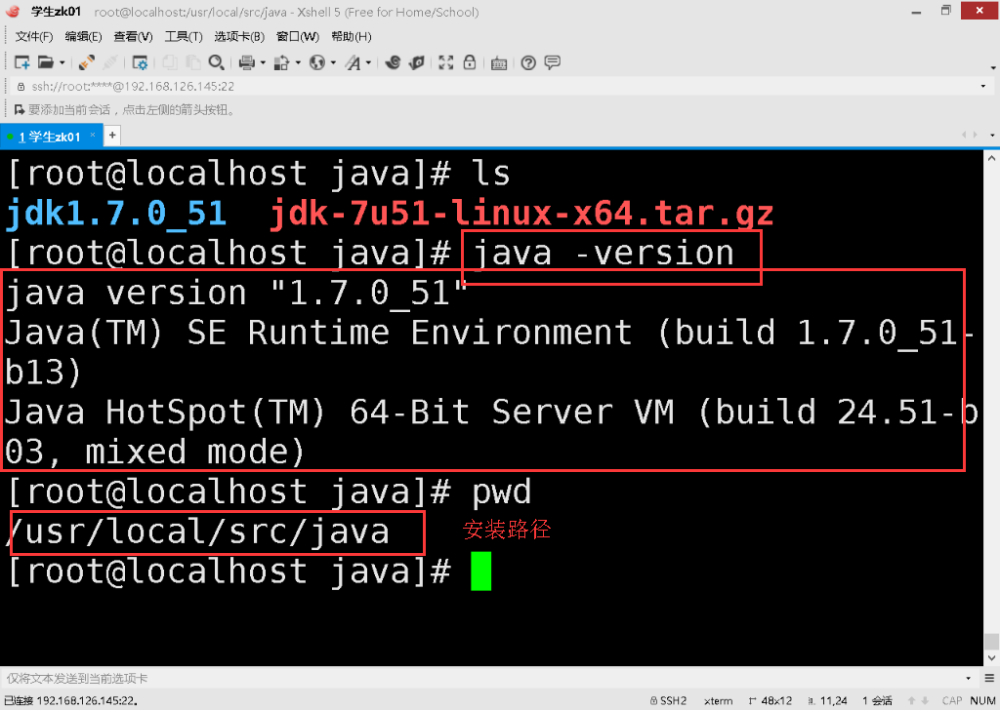 学生zk01 root@localhost:/usr/local/src/java - Xshell 5 (Free for Home/School)
文件(F) 编辑(E) 查看(V) 工具(T) 选项卡(B) 窗口(W) 帮助(H)
ssh://root:****@192.168.126.145:22
要添加当前会话，点击左侧的箭头按钮。
1 学生zk01 × +
[root@localhost java]# ls
jdk1.7.0_51 jdk-7u51-linux-x64.tar.gz
[root@localhost java]# java -version
java version "1.7.0_51"
Java(TM) SE Runtime Environment (build 1.7.0_51-
b13)
Java HotSpot(TM) 64-Bit Server VM (build 24.51-b
03, mixed mode)
[root@localhost java]# pwd
/usr/local/src/java 安装路径
[root@localhost java]#
仅将文本发送到当前选项卡
已连接 192.168.126.145:22。 SSH2 xterm 48x12 11,24 1 会话 CAP NUM